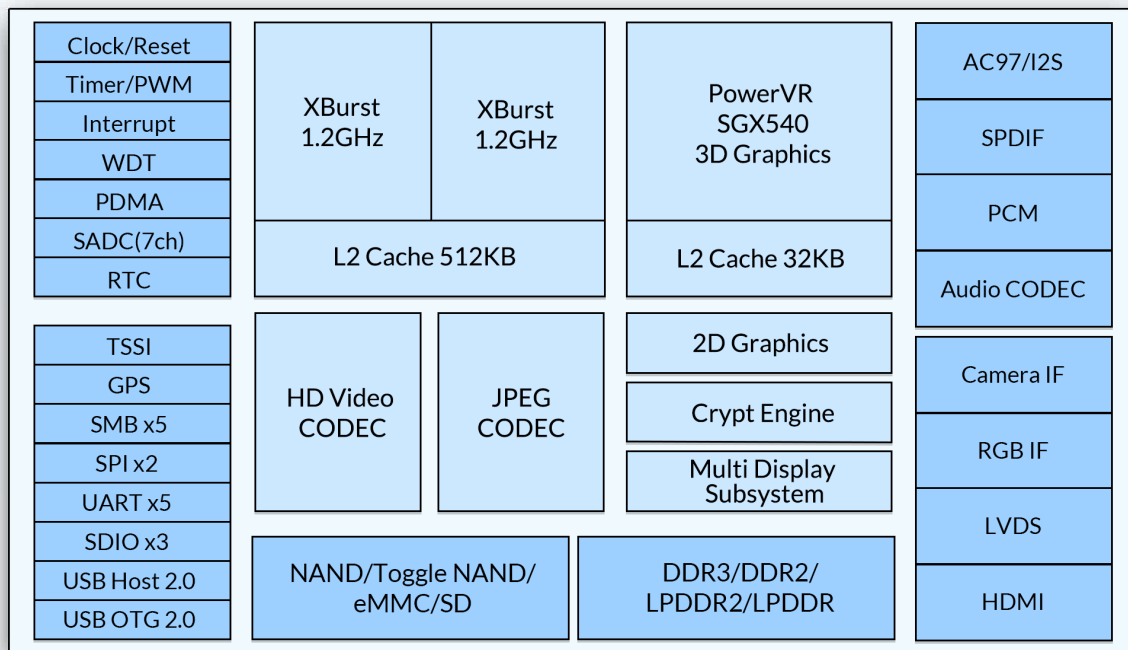 Clock/Reset
Timer/PWM
Interrupt
WDT
PDMA
SADC(7ch)
RTC
TSSI
GPS
SMB x5
SPI x2
UART x5
SDIO x3
USB Host 2.0
USB OTG 2.0
XBurst
1.2GHz
XBurst
1.2GHz
L2 Cache 512KB
PowerVR
SGX540
3D Graphics
L2 Cache 32KB
HD Video
CODEC
JPEG
CODEC
2D Graphics
Crypt Engine
Multi Display
Subsystem
NAND/Toggle NAND/
eMMC/SD
DDR3/DDR2/
LPDDR2/LPDDR
AC97/I2S
SPDIF
PCM
Audio CODEC
Camera IF
RGB IF
LVDS
HDMI